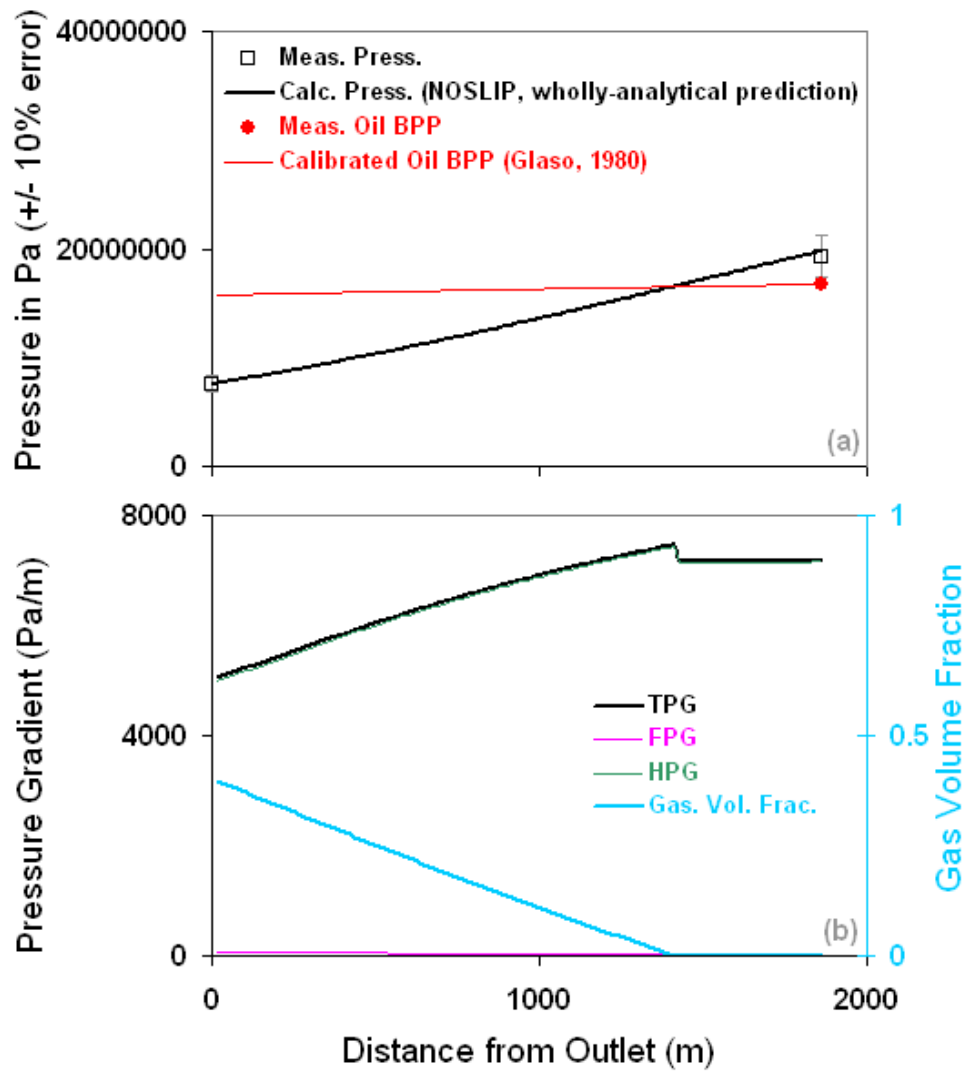 40000000
Meas. Press.
Calc. Press. (NOSLIP, wholly-analytical prediction)
Meas. Oil BPP
Calibrated Oil BPP (Glaso, 1980)
Pressure in Pa (+/- 10% error)
20000000
(a)
0
8000
1
Pressure Gradient (Pa/m)
Gas Volume Fraction
TPG
4000
0.5
FPG
HPG
Gas. Vol. Frac.
(b)
0
0
0
1000
2000
Distance from Outlet (m)